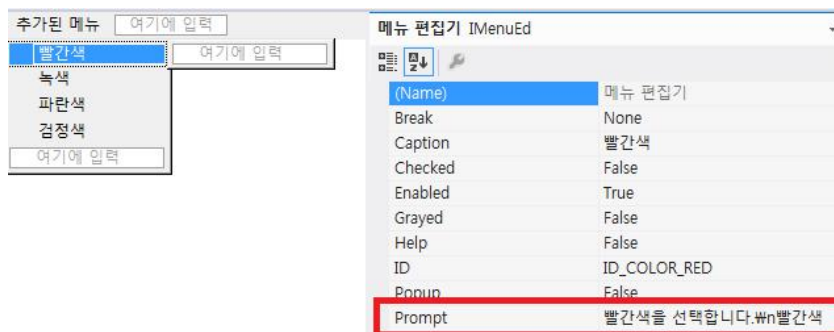 추가된 메뉴 여기에 입력
빨간색 여기에 입력
녹색
파란색
검정색
여기에 입력
메뉴 편집기 IMenuEd
(Name) 메뉴 편집기
Break None
Caption 빨간색
Checked False
Enabled True
Grayed False
Help False
ID ID_COLOR_RED
Popup False
Prompt 빨간색을 선택합니다.₩n빨간색